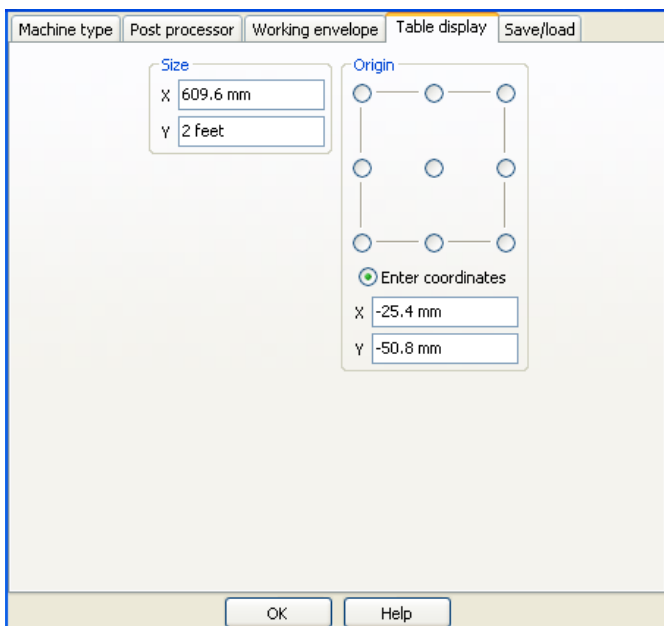 Machine type
Post processor
Working envelope
Table display
Save/load
Size
X 609.6 mm
Y 2 feet
Origin
Enter coordinates
X -25.4 mm
Y -50.8 mm
OK
Help